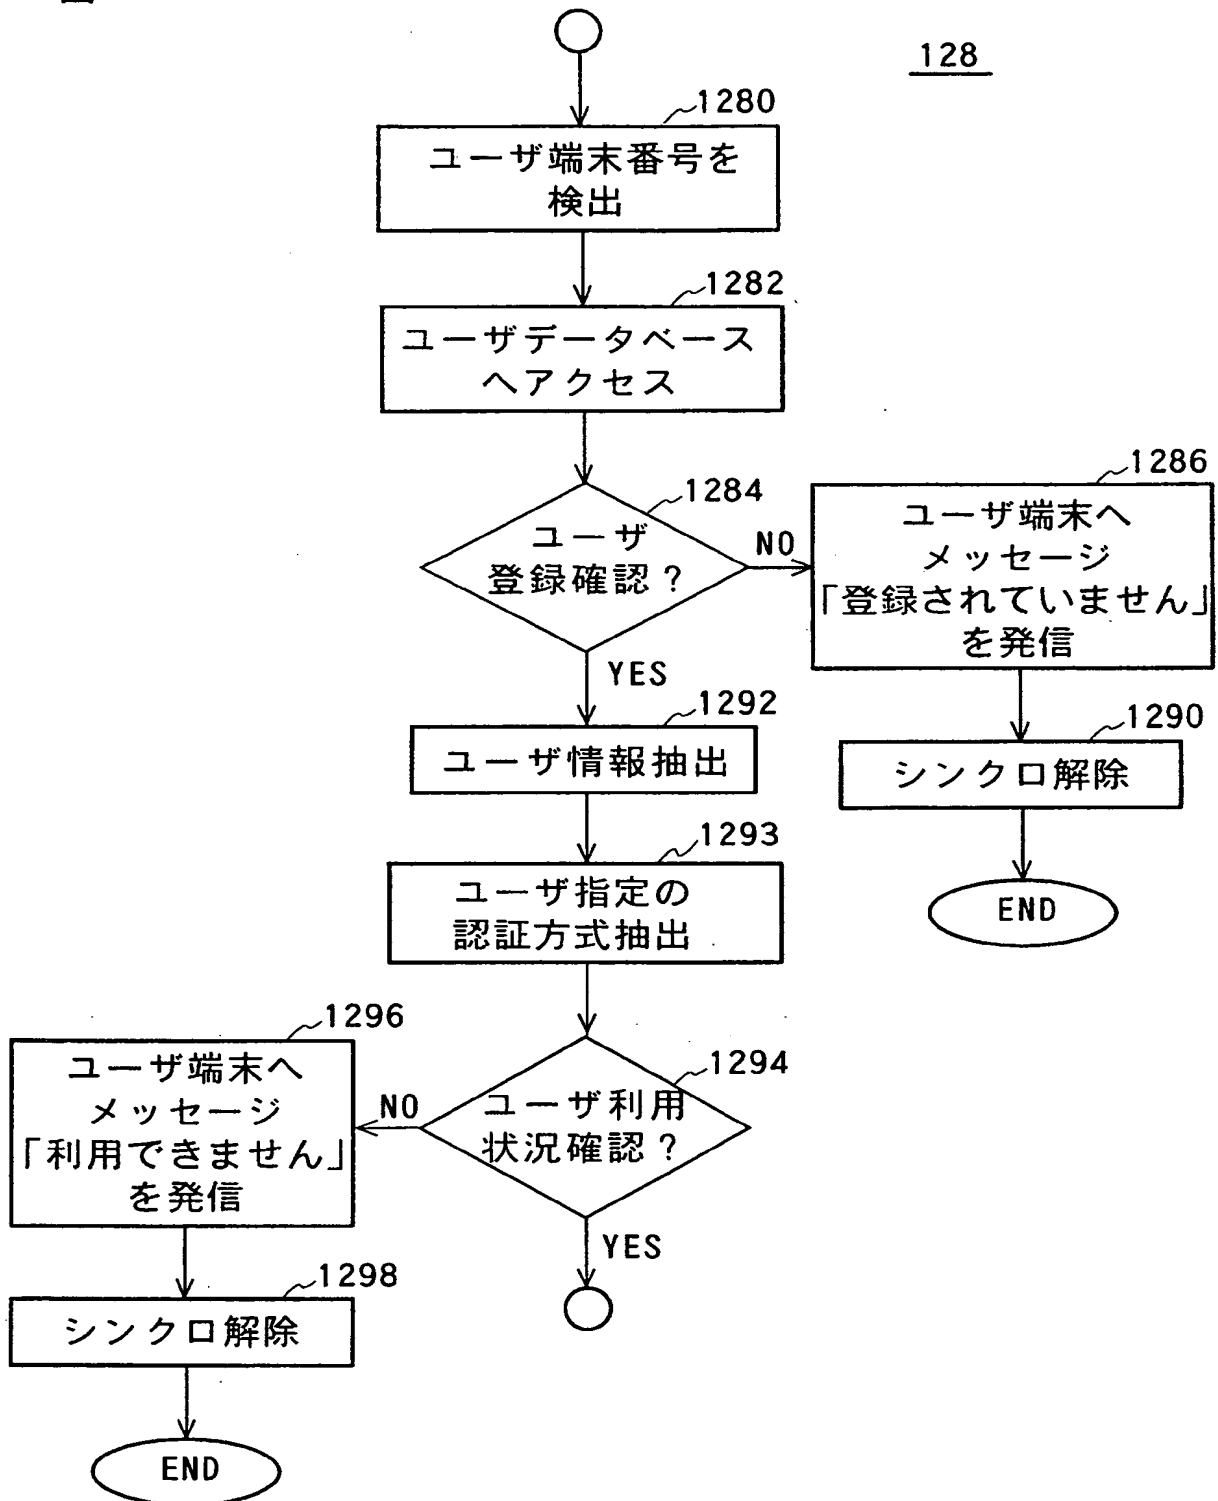 128
1280
ユーザ端末番号を
検出
1282
ユーザデータベース
へアクセス
1284
ユーザ
登録確認?
NO
YES
1286
ユーザ端末へ
メッセージ
「登録されていません」
を発信
1290
シンクロ解除
END
1292
ユーザ情報抽出
1293
ユーザ指定の
認証方式抽出
1294
ユーザ利用
状況確認?
NO
YES
1296
ユーザ端末へ
メッセージ
「利用できません」
を発信
1298
シンクロ解除
END